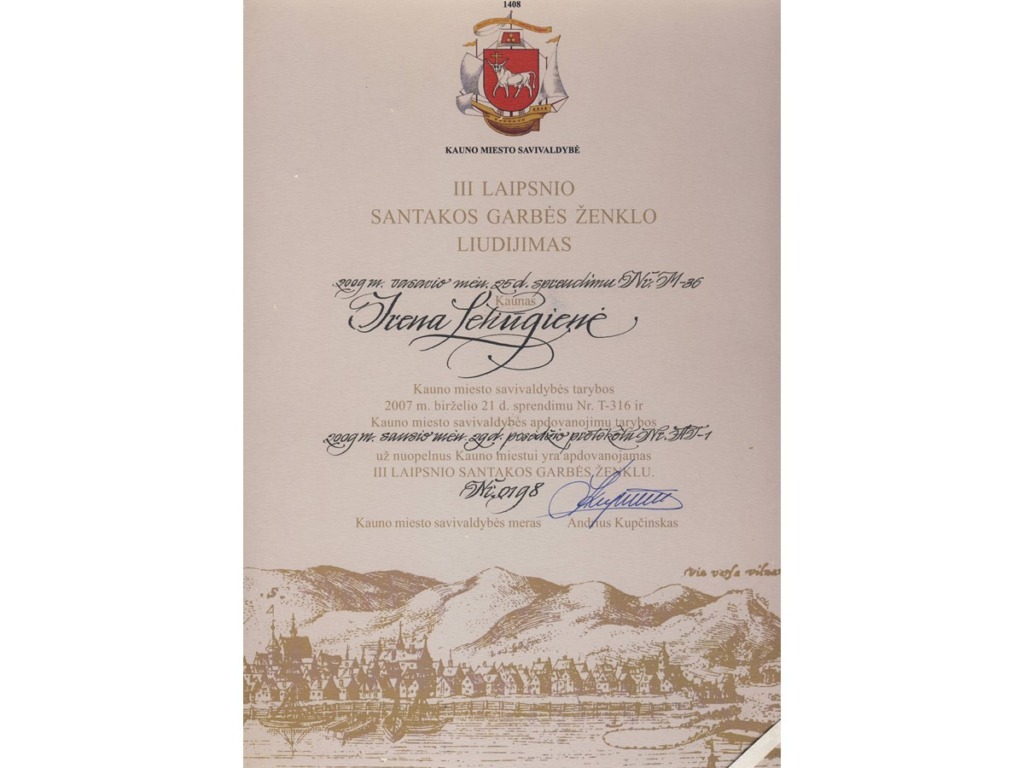 1408
KAUNO MIESTO SAVIVALDYBĖ
III LAIPSNIO
SANTAKOS GARBĖS ŽENKLO
LIUDIJIMAS
2009 m. vasario mėn. 25 d. sprendimu Nr. M-36
Kaunas
Irena
Kauno miesto savivaldybės tarybos
2007 m. birželio 21 d. sprendimu Nr. T-316 ir
Kauno miesto savivaldybės apdovanojimų tarybos
2009 m. sausio mėn. 29 d. posėdžio protokolu Nr. AT-1
už nuopelnus Kauno miestui yra apdovanojamas
III LAIPSNIO SANTAKOS GARBĖS ŽENKLU.
Nr. 0198
Kauno miesto savivaldybės meras Andrius Kupčinskas